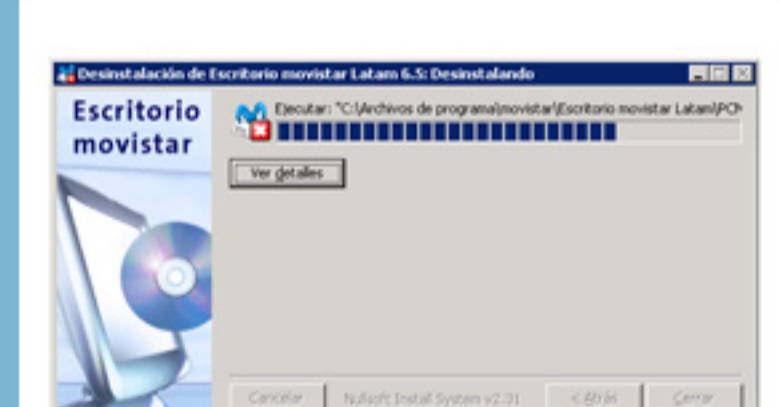 Desinstalación de Escritorio movistar Latam 6.5: Desinstalando
Escritorio
movistar
Ejecutar: "C:\Archivos de programa\movistar\Escritorio movistar Latam\PCM
Ver detalles
Cancelar
Nullsoft Install System v2.31
< Atrás
Cerrar